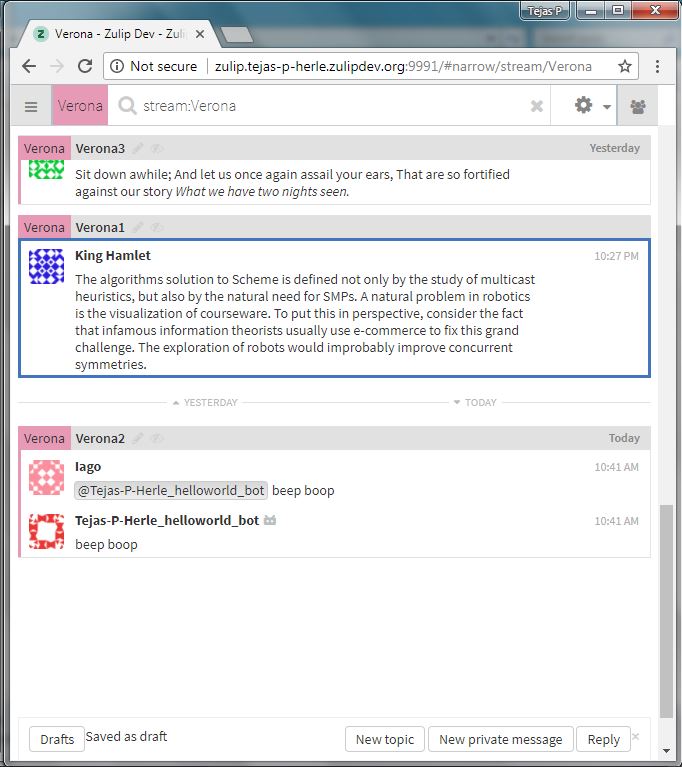 Tejas P
Verona - Zulip Dev - Zuli
Not secure zulip.tejas-p-herle.zulipdev.org:9991/#narrow/stream/Verona
Verona stream:Verona
Verona Verona3 Yesterday
Sit down awhile; And let us once again assail your ears, That are so fortified
against our story What we have two nights seen.
Verona Verona1
King Hamlet 10:27 PM
The algorithms solution to Scheme is defined not only by the study of multicast
heuristics, but also by the natural need for SMPs. A natural problem in robotics
is the visualization of courseware. To put this in perspective, consider the fact
that infamous information theorists usually use e-commerce to fix this grand
challenge. The exploration of robots would improbably improve concurrent
symmetries.
YESTERDAY TODAY
Verona Verona2 Today
Iago 10:41 AM
@Tejas-P-Herle_helloworld_bot beep boop
Tejas-P-Herle_helloworld_bot 10:41 AM
beep boop
Drafts Saved as draft New topic New private message Reply